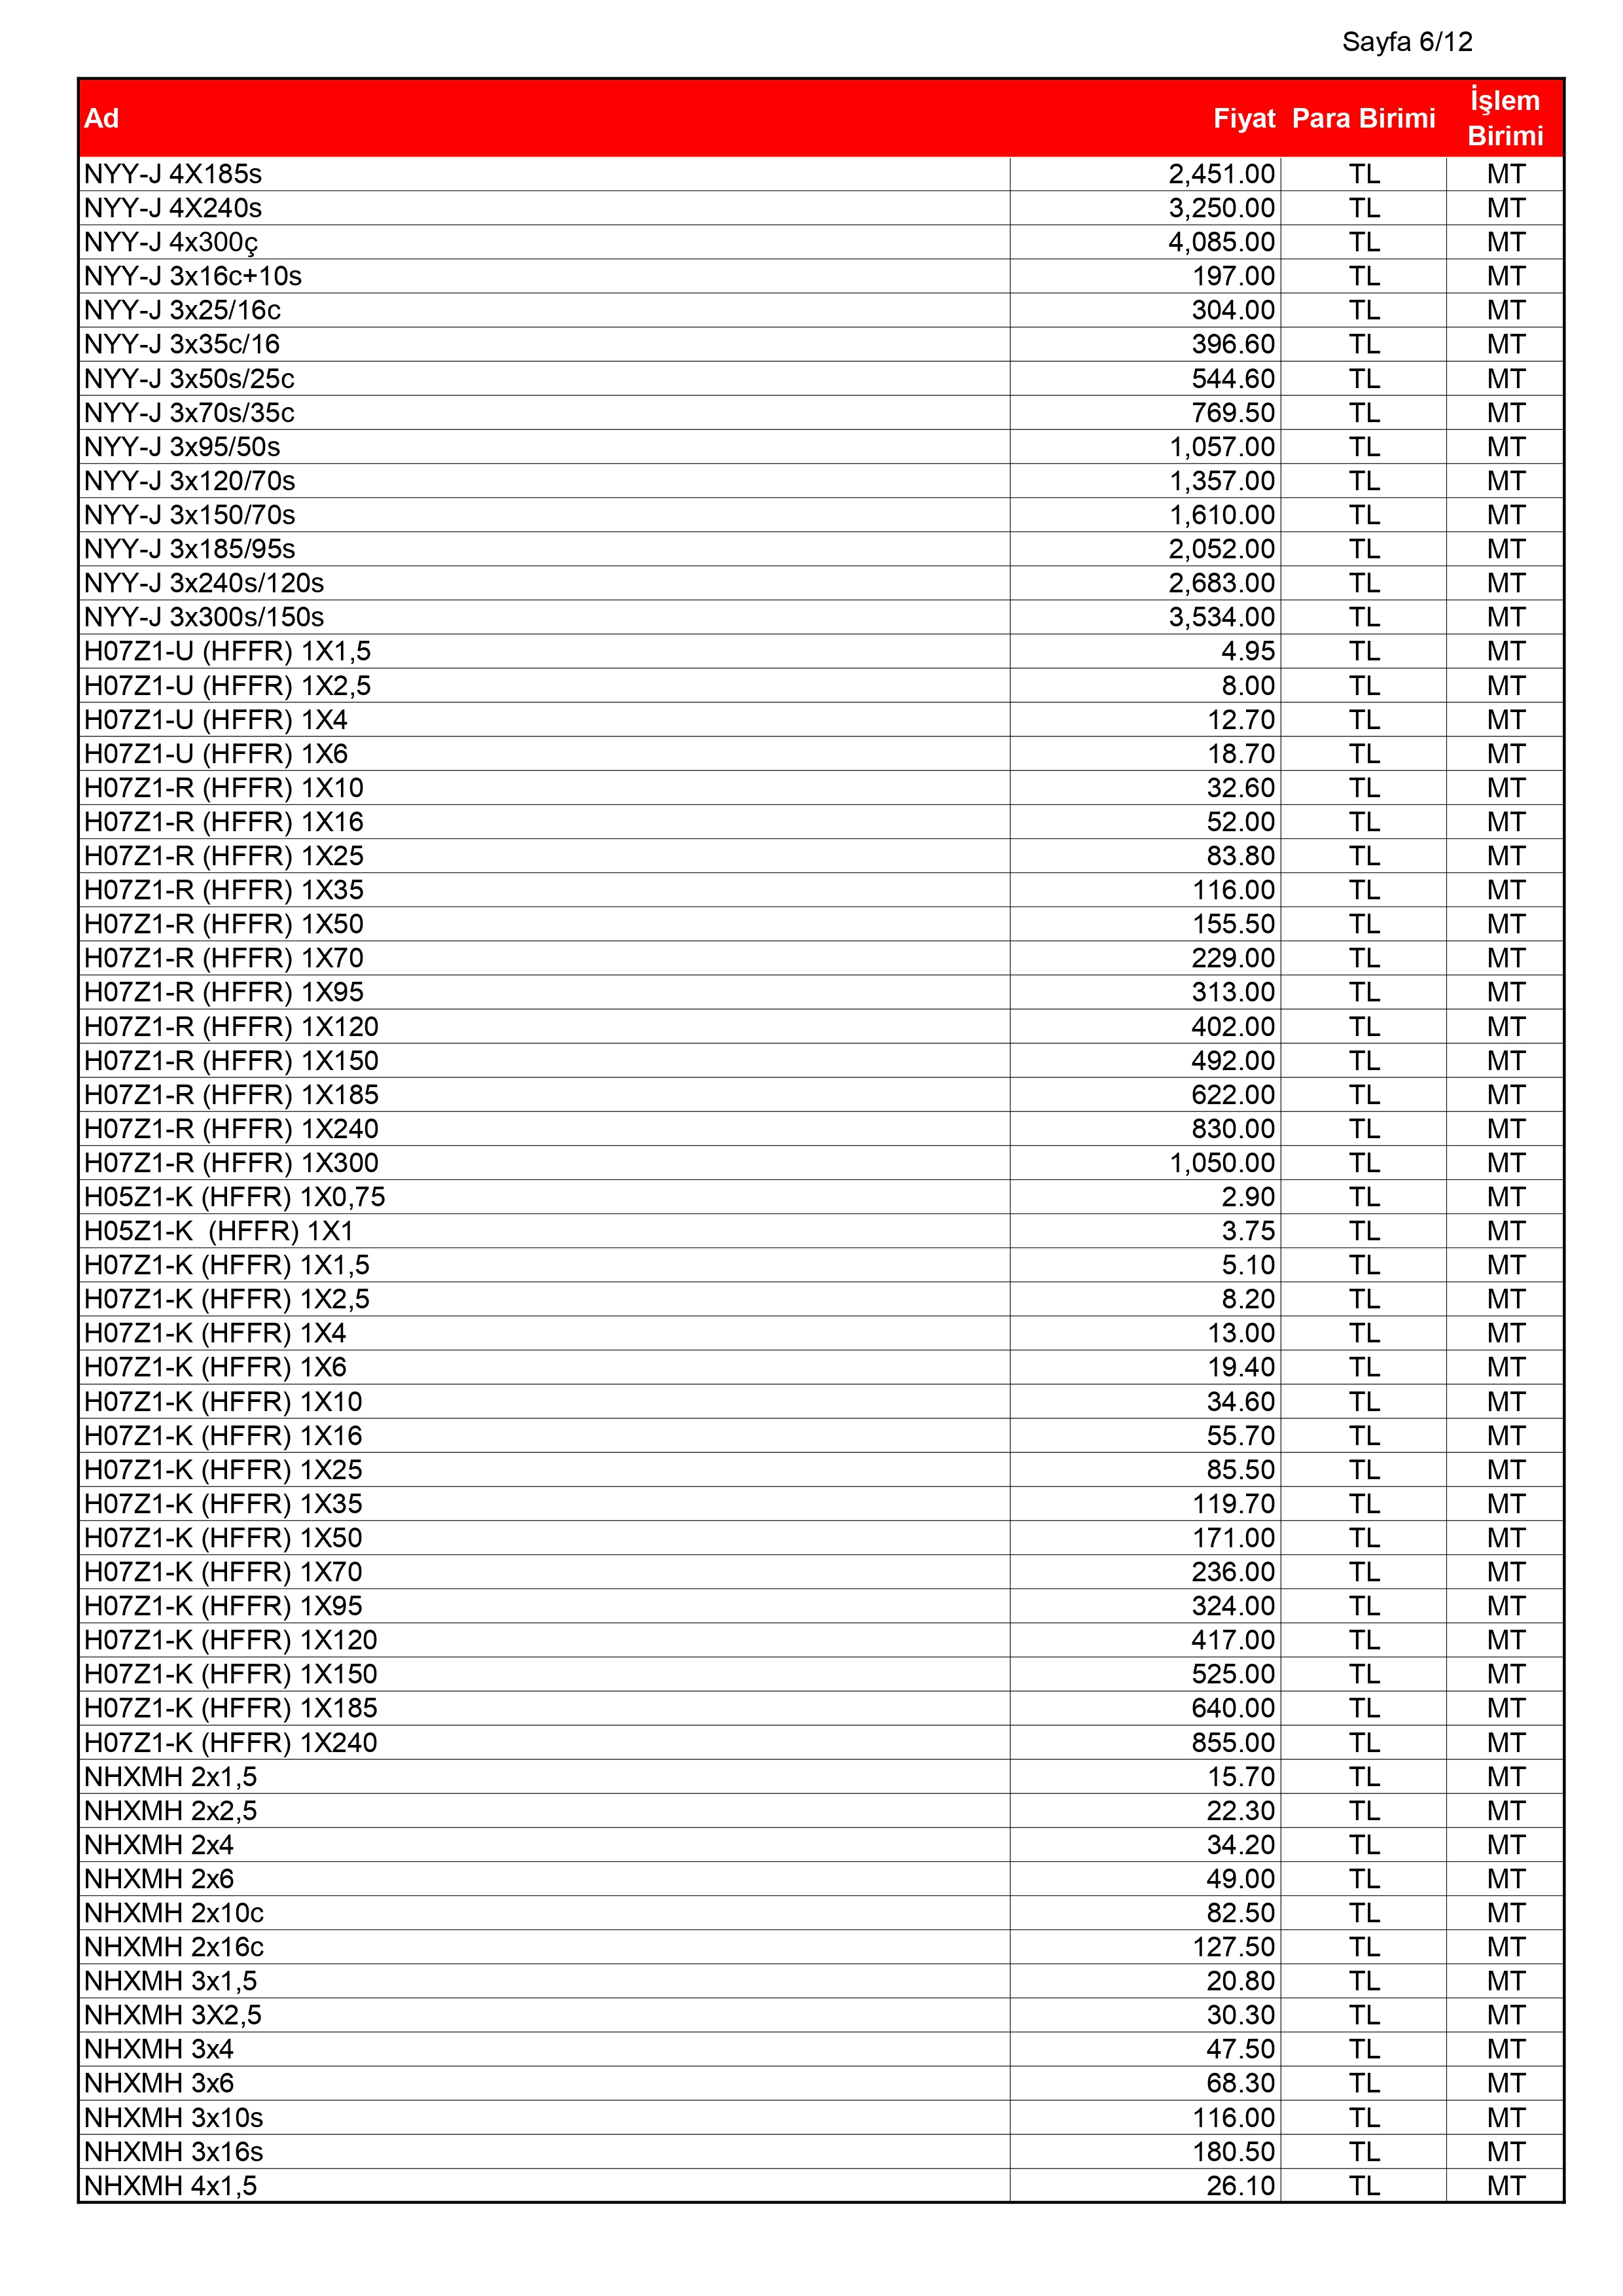 Sayfa 6/12
Ad Fiyat Para Birimi İşlem Birimi
NYY-J 4X185s 2,451.00 TL MT
NYY-J 4X240s 3,250.00 TL MT
NYY-J 4x300ç 4,085.00 TL MT
NYY-J 3x16c+10s 197.00 TL MT
NYY-J 3x25/16c 304.00 TL MT
NYY-J 3x35c/16 396.60 TL MT
NYY-J 3x50s/25c 544.60 TL MT
NYY-J 3x70s/35c 769.50 TL MT
NYY-J 3x95/50s 1,057.00 TL MT
NYY-J 3x120/70s 1,357.00 TL MT
NYY-J 3x150/70s 1,610.00 TL MT
NYY-J 3x185/95s 2,052.00 TL MT
NYY-J 3x240s/120s 2,683.00 TL MT
NYY-J 3x300s/150s 3,534.00 TL MT
H07Z1-U (HFFR) 1X1,5 4.95 TL MT
H07Z1-U (HFFR) 1X2,5 8.00 TL MT
H07Z1-U (HFFR) 1X4 12.70 TL MT
H07Z1-U (HFFR) 1X6 18.70 TL MT
H07Z1-R (HFFR) 1X10 32.60 TL MT
H07Z1-R (HFFR) 1X16 52.00 TL MT
H07Z1-R (HFFR) 1X25 83.80 TL MT
H07Z1-R (HFFR) 1X35 116.00 TL MT
H07Z1-R (HFFR) 1X50 155.50 TL MT
H07Z1-R (HFFR) 1X70 229.00 TL MT
H07Z1-R (HFFR) 1X95 313.00 TL MT
H07Z1-R (HFFR) 1X120 402.00 TL MT
H07Z1-R (HFFR) 1X150 492.00 TL MT
H07Z1-R (HFFR) 1X185 622.00 TL MT
H07Z1-R (HFFR) 1X240 830.00 TL MT
H07Z1-R (HFFR) 1X300 1,050.00 TL MT
H05Z1-K (HFFR) 1X0,75 2.90 TL MT
H05Z1-K  (HFFR) 1X1 3.75 TL MT
H07Z1-K (HFFR) 1X1,5 5.10 TL MT
H07Z1-K (HFFR) 1X2,5 8.20 TL MT
H07Z1-K (HFFR) 1X4 13.00 TL MT
H07Z1-K (HFFR) 1X6 19.40 TL MT
H07Z1-K (HFFR) 1X10 34.60 TL MT
H07Z1-K (HFFR) 1X16 55.70 TL MT
H07Z1-K (HFFR) 1X25 85.50 TL MT
H07Z1-K (HFFR) 1X35 119.70 TL MT
H07Z1-K (HFFR) 1X50 171.00 TL MT
H07Z1-K (HFFR) 1X70 236.00 TL MT
H07Z1-K (HFFR) 1X95 324.00 TL MT
H07Z1-K (HFFR) 1X120 417.00 TL MT
H07Z1-K (HFFR) 1X150 525.00 TL MT
H07Z1-K (HFFR) 1X185 640.00 TL MT
H07Z1-K (HFFR) 1X240 855.00 TL MT
NHXMH 2x1,5 15.70 TL MT
NHXMH 2x2,5 22.30 TL MT
NHXMH 2x4 34.20 TL MT
NHXMH 2x6 49.00 TL MT
NHXMH 2x10c 82.50 TL MT
NHXMH 2x16c 127.50 TL MT
NHXMH 3x1,5 20.80 TL MT
NHXMH 3X2,5 30.30 TL MT
NHXMH 3x4 47.50 TL MT
NHXMH 3x6 68.30 TL MT
NHXMH 3x10s 116.00 TL MT
NHXMH 3x16s 180.50 TL MT
NHXMH 4x1,5 26.10 TL MT